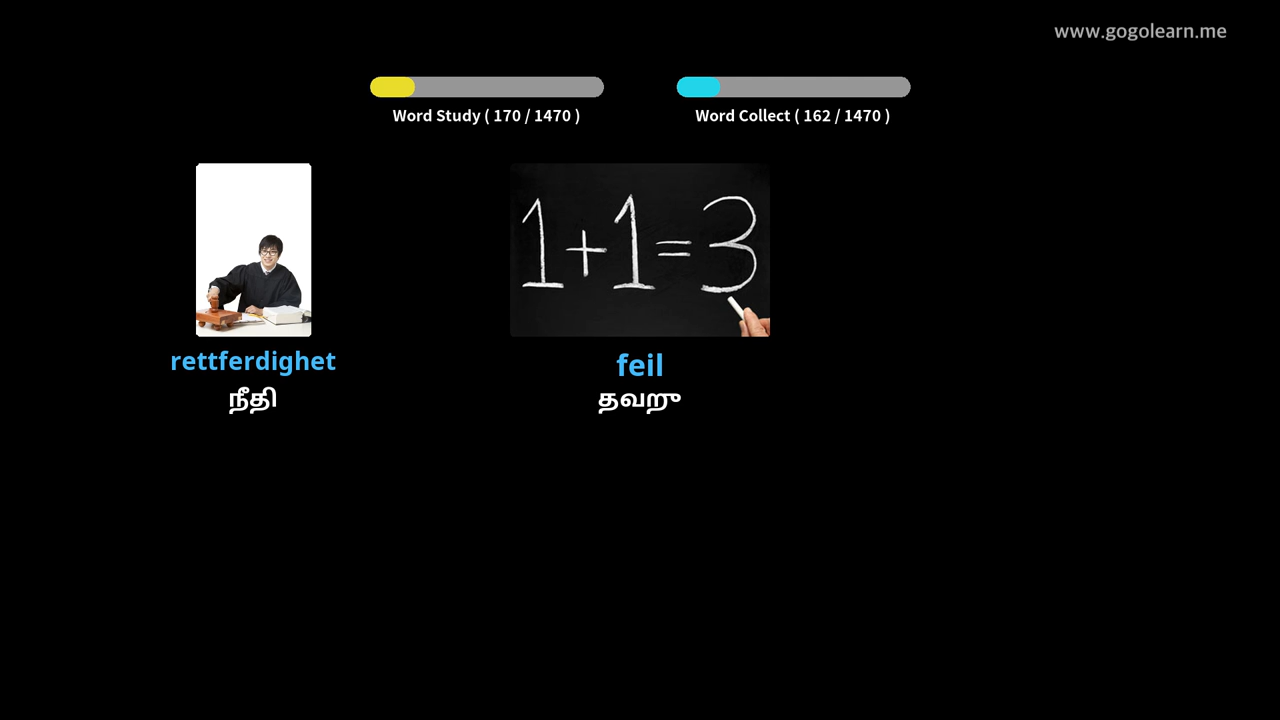 www.gogolearn.me
Word Study ( 170 / 1470 )
Word Collect ( 162 / 1470 )
1+1=3
rettferdighet
நீதி
feil
தவறு